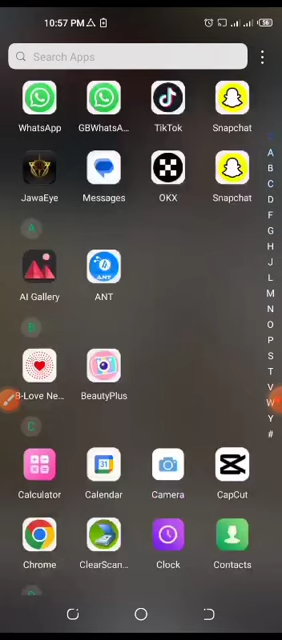 10:57 PM
56
Search Apps
WhatsApp GBWhatsA... TikTok Snapchat
JawaEye Messages OKX Snapchat
A
AI Gallery ANT
B
B-Love Ne... BeautyPlus
C
Calculator Calendar Camera CapCut
Chrome ClearScan... Clock Contacts
A
B
C
D
F
G
H
J
L
M
N
O
P
S
T
V
W
Y
#